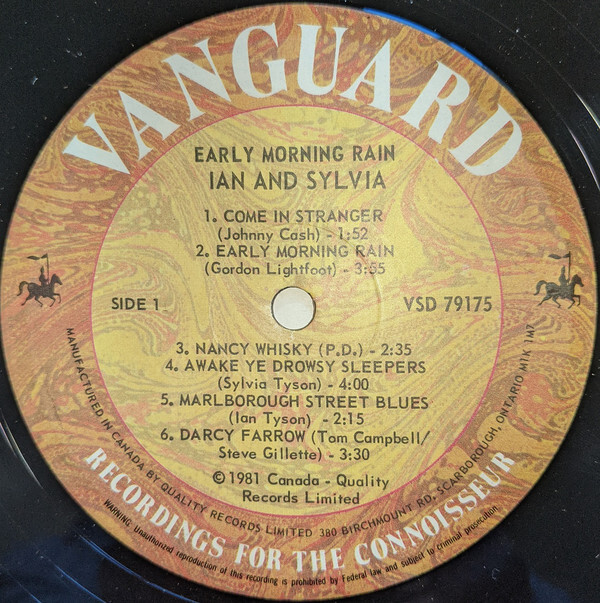 VANGUARD
EARLY MORNING RAIN
IAN AND SYLVIA
1. COME IN STRANGER
(Johnny Cash) - 1:52
2. EARLY MORNING RAIN
(Gordon Lightfoot) - 3:55
SIDE 1
VSD 79175
3. NANCY WHISKY (P.D.) - 2:35
4. AWAKE YE DROWSY SLEEPERS
(Sylvia Tyson) - 4:00
5. MARLBOROUGH STREET BLUES
(Ian Tyson) - 2:15
6. DARCY FARROW (Tom Campbell/
Steve Gillette) - 3:30
©1981 Canada - Quality
Records Limited
MANUFACTURED IN CANADA BY QUALITY RECORDS LIMITED 380 BIRCHMOUNT RD, SCARBOROUGH, ONTARIO M1K 1M7
RECORDINGS FOR THE CONNOISSEUR
WARNING. Unauthorized reproduction of this recording is prohibited by Federal law and subject to criminal prosecution.